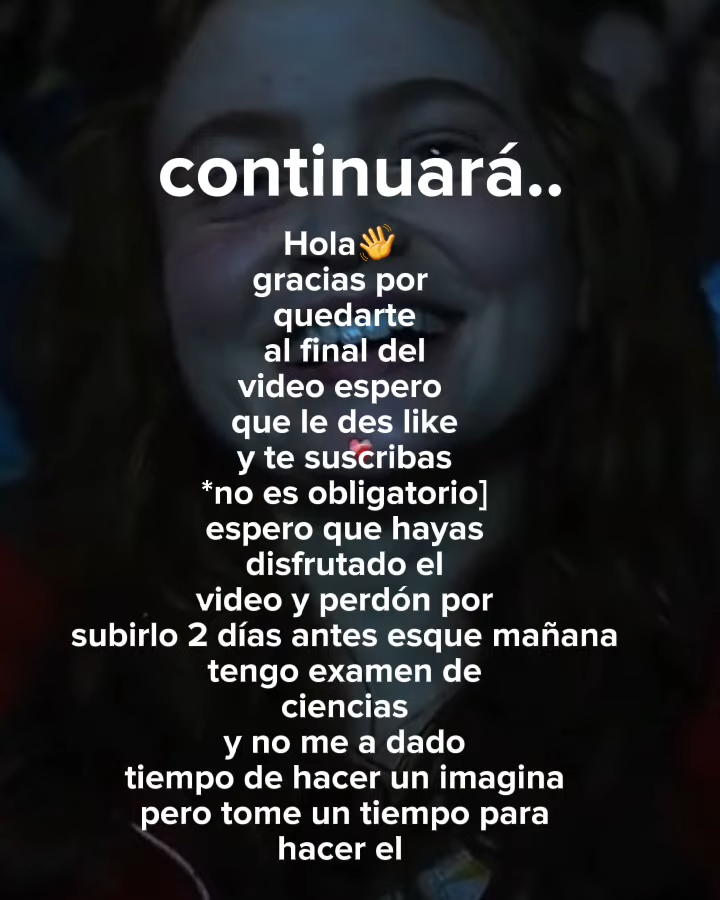 continuará..
Hola👋
gracias por
quedarte
al final del
video espero
que le des like
y te suscribas
*no es obligatorio]
espero que hayas
disfrutado el
video y perdón por
subirlo 2 días antes esque mañana
tengo examen de
ciencias
y no me a dado
tiempo de hacer un imagina
pero tome un tiempo para
hacer el